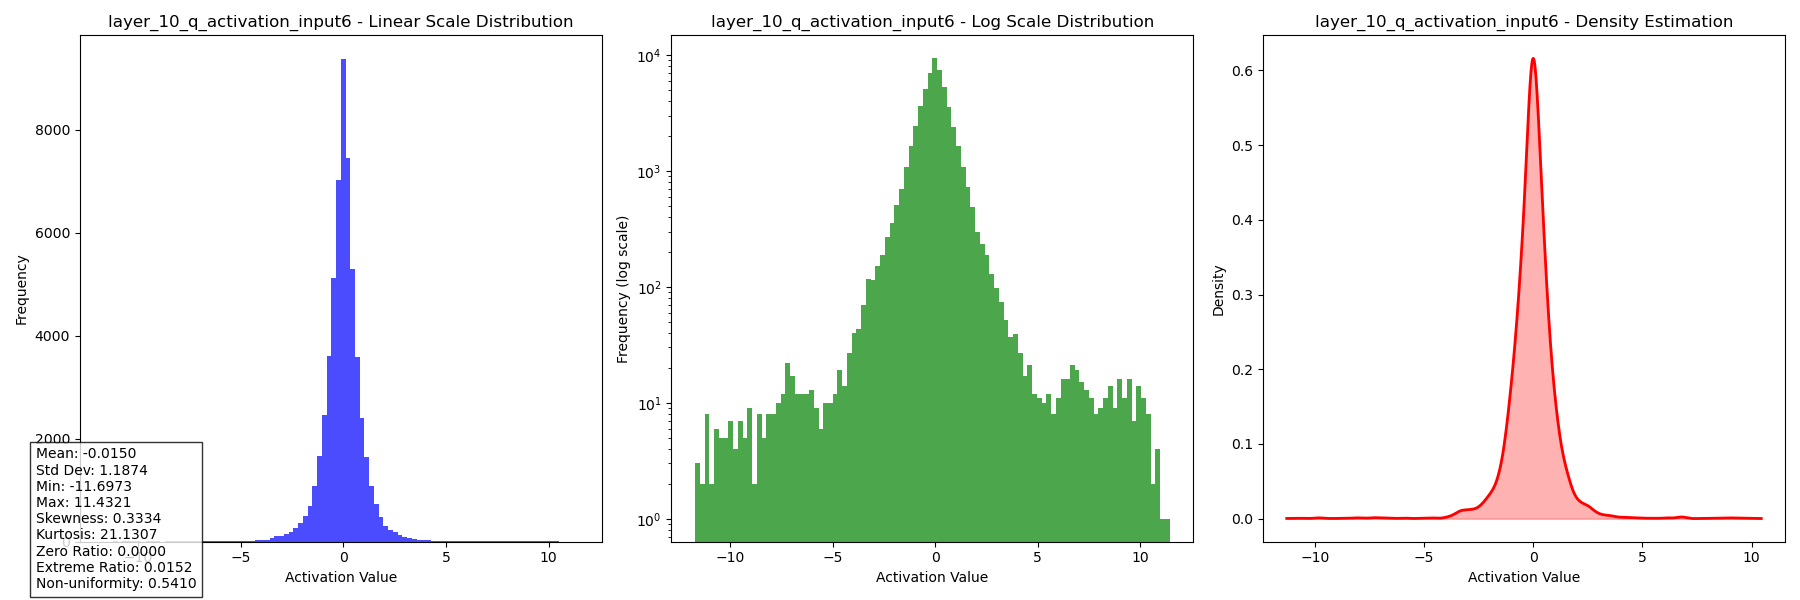 layer_10_q_activation_input6 - Linear Scale Distribution
Frequency
8000
6000
4000
2000
0
−10
−5
0
5
10
Activation Value
Mean: -0.0150
Std Dev: 1.1874
Min: -11.6973
Max: 11.4321
Skewness: 0.3334
Kurtosis: 21.1307
Zero Ratio: 0.0000
Extreme Ratio: 0.0152
Non-uniformity: 0.5410
layer_10_q_activation_input6 - Log Scale Distribution
Frequency (log scale)
10⁴
10³
10²
10¹
10⁰
−10
−5
0
5
10
Activation Value
layer_10_q_activation_input6 - Density Estimation
Density
0.6
0.5
0.4
0.3
0.2
0.1
0.0
−10
−5
0
5
10
Activation Value